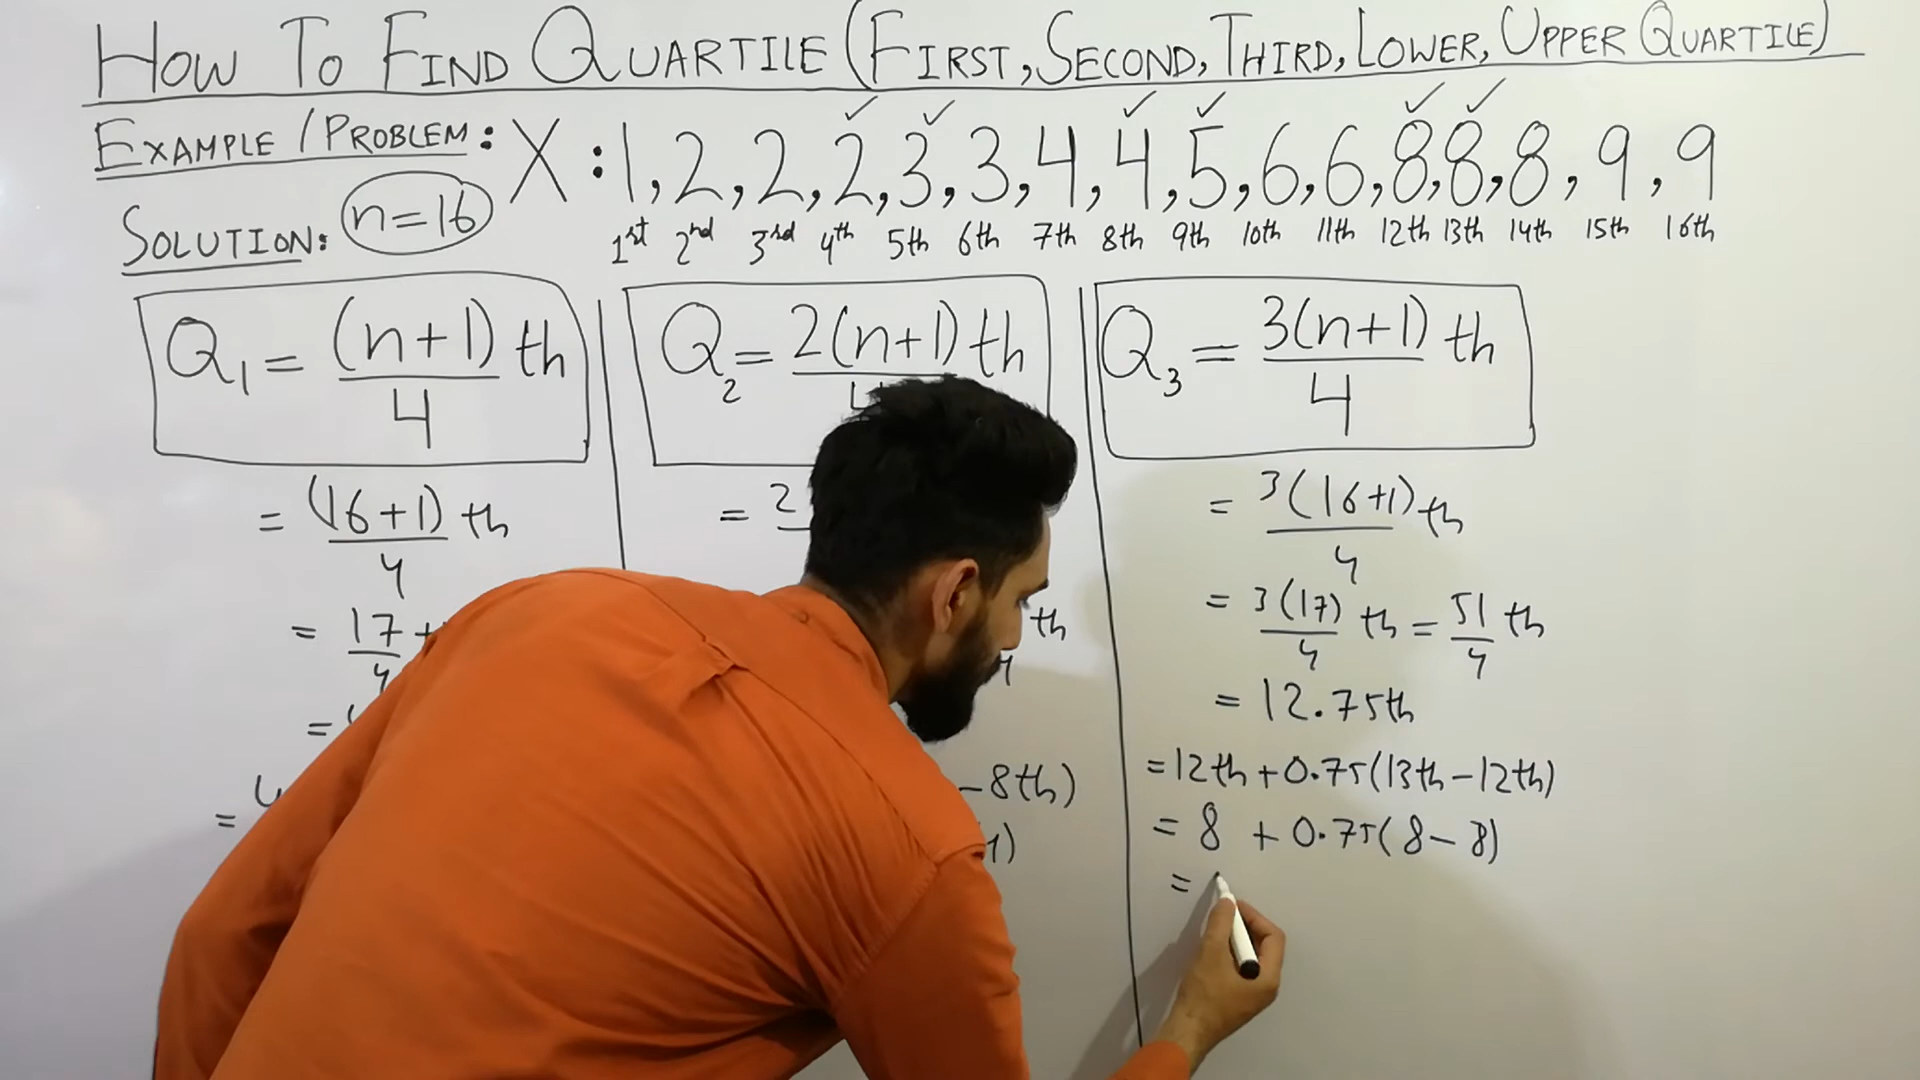 HOW TO FIND QUARTILE (FIRST, SECOND, THIRD, LOWER, UPPER QUARTILE)
EXAMPLE / PROBLEM: X : 1, 2, 2, 2, 3, 3, 4, 4, 5, 6, 6, 8, 8, 8, 9, 9
SOLUTION: n=16 1st 2nd 3rd 4th 5th 6th 7th 8th 9th 10th 11th 12th 13th 14th 15th 16th
Q₁ = (n+1)/4 th
= (16+1)/4 th
= 17/4
=
=
Q₂ = 2(n+1)/4 th
= 2
th
- 8th)
)
Q₃ = 3(n+1)/4 th
= 3(16+1)/4 th
= 3(17)/4 th = 51/4 th
= 12.75th
= 12th + 0.75(13th - 12th)
= 8 + 0.75(8 - 8)
=